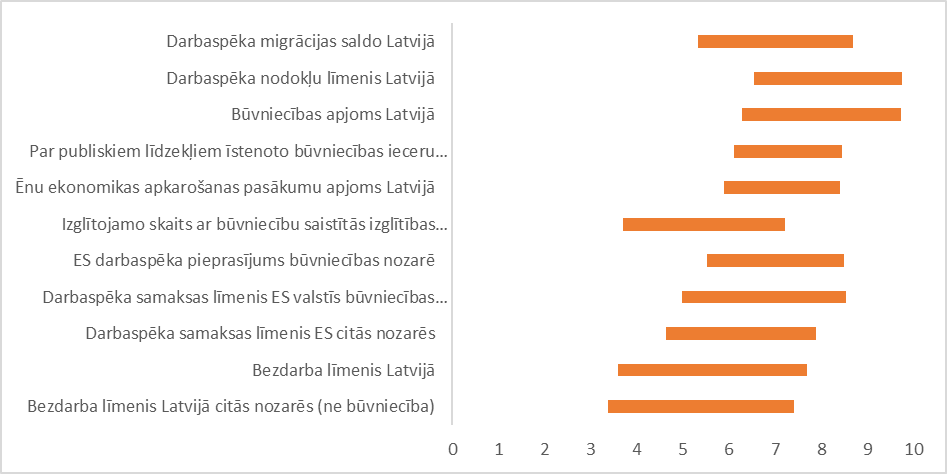 Darbaspēka migrācijas saldo Latvijā
Darbaspēka nodokļu līmenis Latvijā
Būvniecības apjoms Latvijā
Par publiskiem līdzekļiem īstenoto būvniecības ieceru...
Ēnu ekonomikas apkarošanas pasākumu apjoms Latvijā
Izglītojamo skaits ar būvniecību saistītās izglītības...
ES darbaspēka pieprasījums būvniecības nozarē
Darbaspēka samaksas līmenis ES valstīs būvniecības...
Darbaspēka samaksas līmenis ES citās nozarēs
Bezdarba līmenis Latvijā
Bezdarba līmenis Latvijā citās nozarēs (ne būvniecība)
0 1 2 3 4 5 6 7 8 9 10